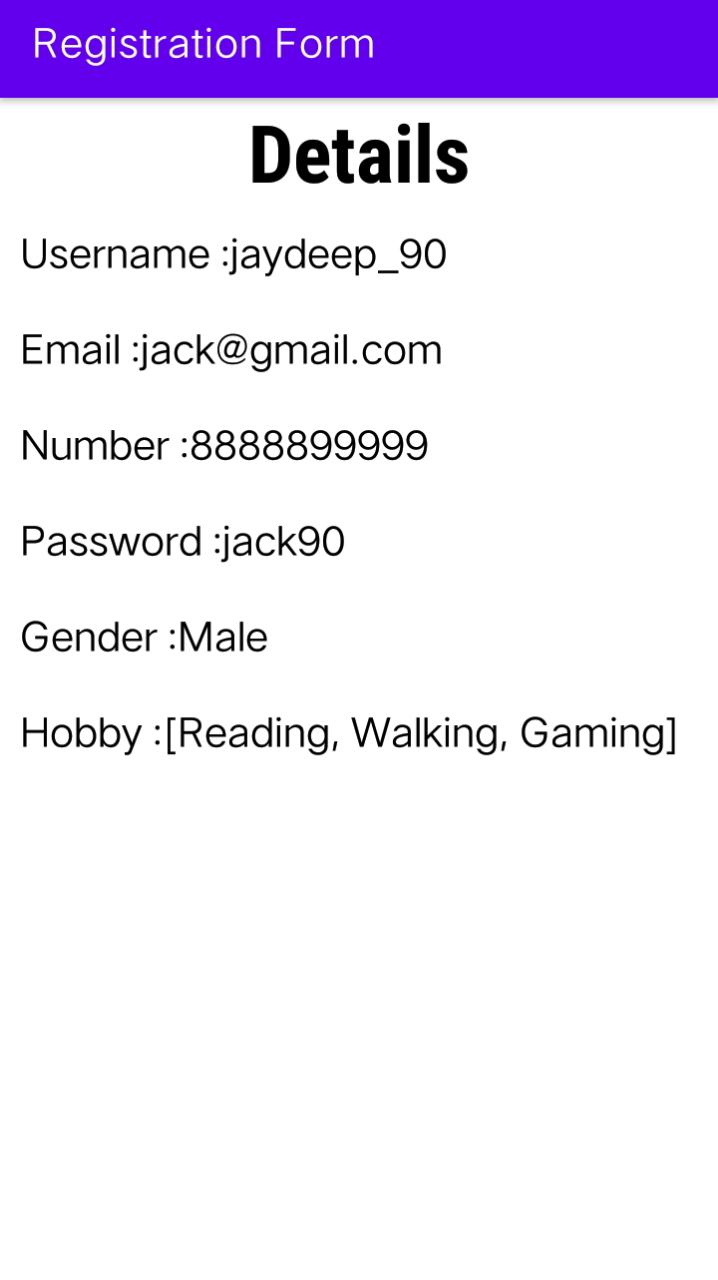 Registration Form
Details
Username :jaydeep_90
Email :jack@gmail.com
Number :8888899999
Password :jack90
Gender :Male
Hobby :[Reading, Walking, Gaming]